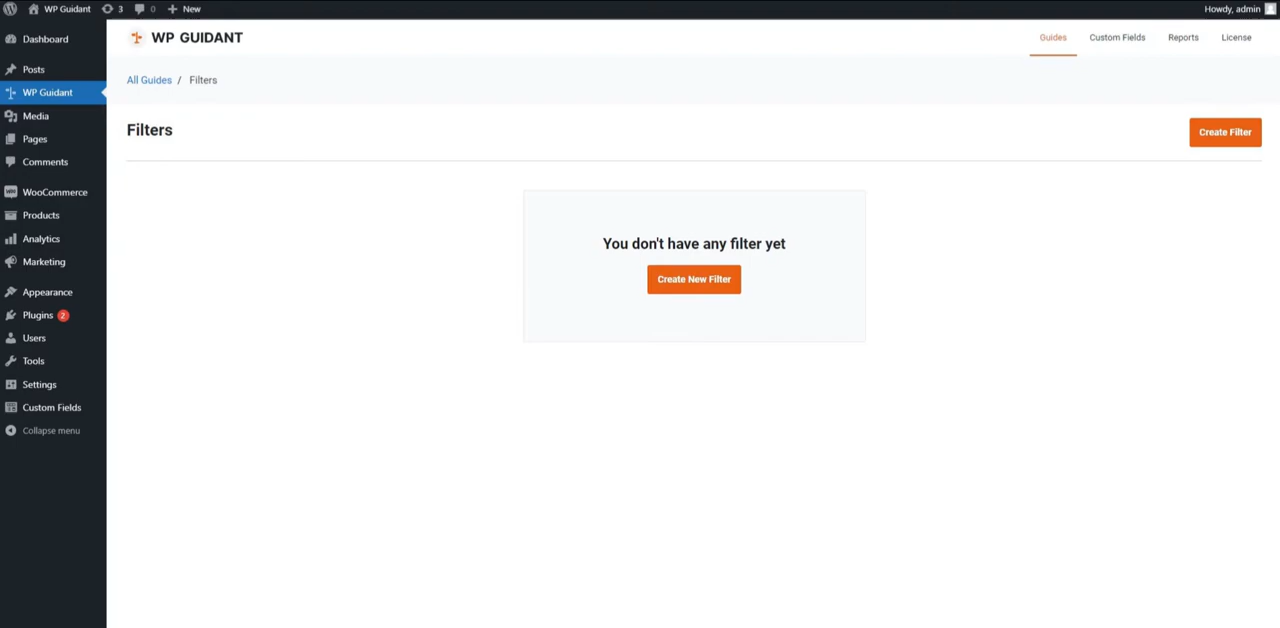 WP Guidant 3 0 New Howdy, admin
WP GUIDANT
Guides Custom Fields Reports License
Dashboard
Posts
WP Guidant
Media
Pages
Comments
WooCommerce
Products
Analytics
Marketing
Appearance
Plugins 2
Users
Tools
Settings
Custom Fields
Collapse menu
All Guides / Filters
Filters
Create Filter
You don't have any filter yet
Create New Filter